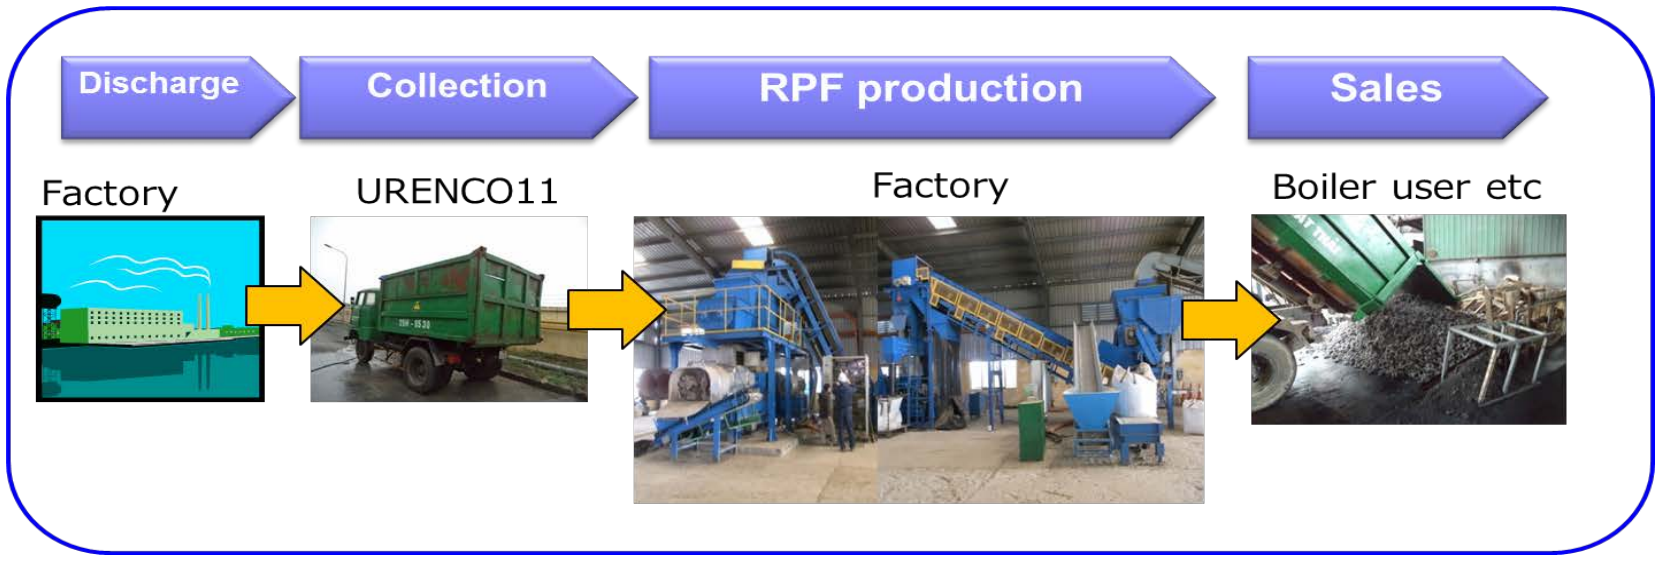 Discharge
Collection
RPF production
Sales
Factory
URENCO11
Factory
Boiler user etc